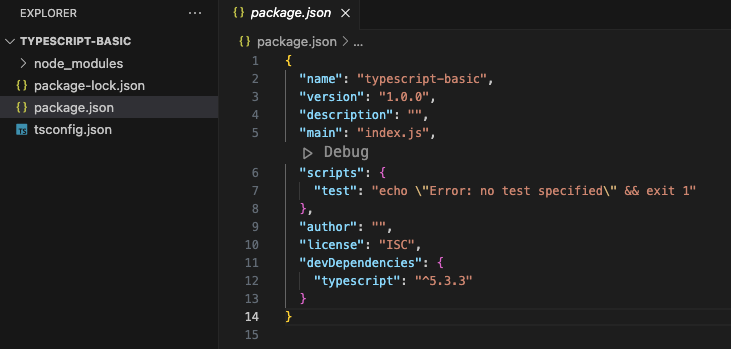 EXPLORER
TYPESCRIPT-BASIC
node_modules
package-lock.json
package.json
tsconfig.json
package.json
package.json > ...
1 {
2 "name": "typescript-basic",
3 "version": "1.0.0",
4 "description": "",
5 "main": "index.js",
Debug
6 "scripts": {
7 "test": "echo \"Error: no test specified\" && exit 1"
8 },
9 "author": "",
10 "license": "ISC",
11 "devDependencies": {
12 "typescript": "^5.3.3"
13 }
14 }
15